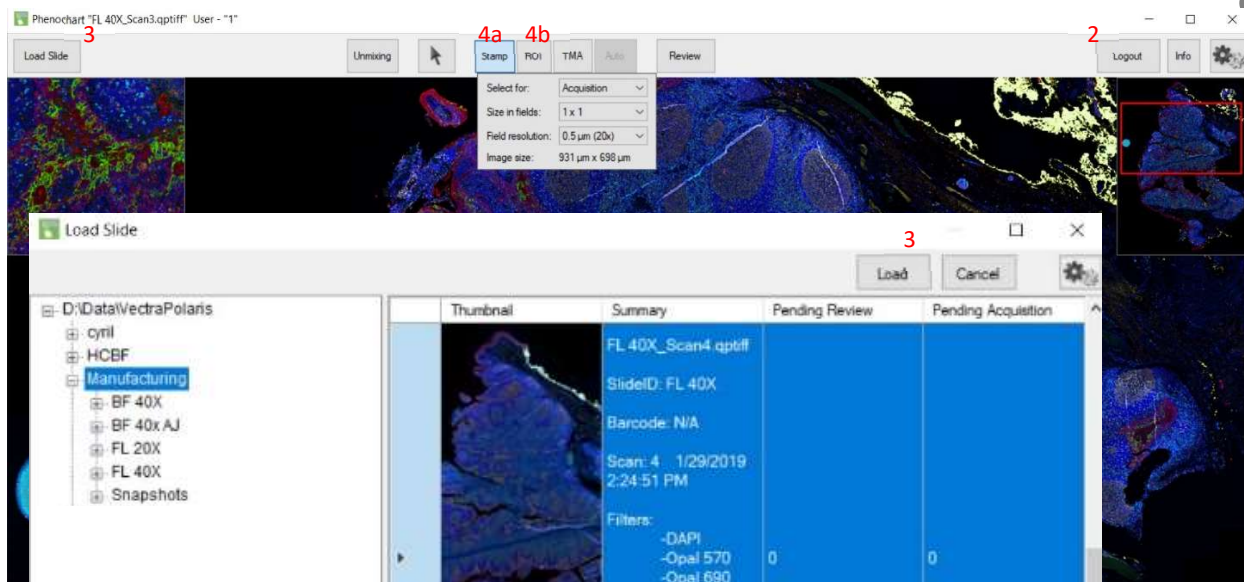 Phenochart "FL 40X_Scan3.qptiff" User - "1"
3 4a 4b 2
Load Slide Unmixing Stamp ROI TMA Auto Review Logout Info
Select for: Acquisition
Size in fields: 1 x 1
Field resolution: 0.5 µm (20x)
Image size: 931 µm x 698 µm
Load Slide
3
Load Cancel
D:\Data\VectraPolaris
cyril
HCBF
Manufacturing
BF 40X
BF 40x AJ
FL 20X
FL 40X
Snapshots
Thumbnail Summary Pending Review Pending Acquisition
FL 40X_Scan4.qptiff
SlideID: FL 40X
Barcode: N/A
Scan: 4 1/29/2019
2:24:51 PM
Filters:
-DAPI
-Opal 570 0 0
-Opal 690